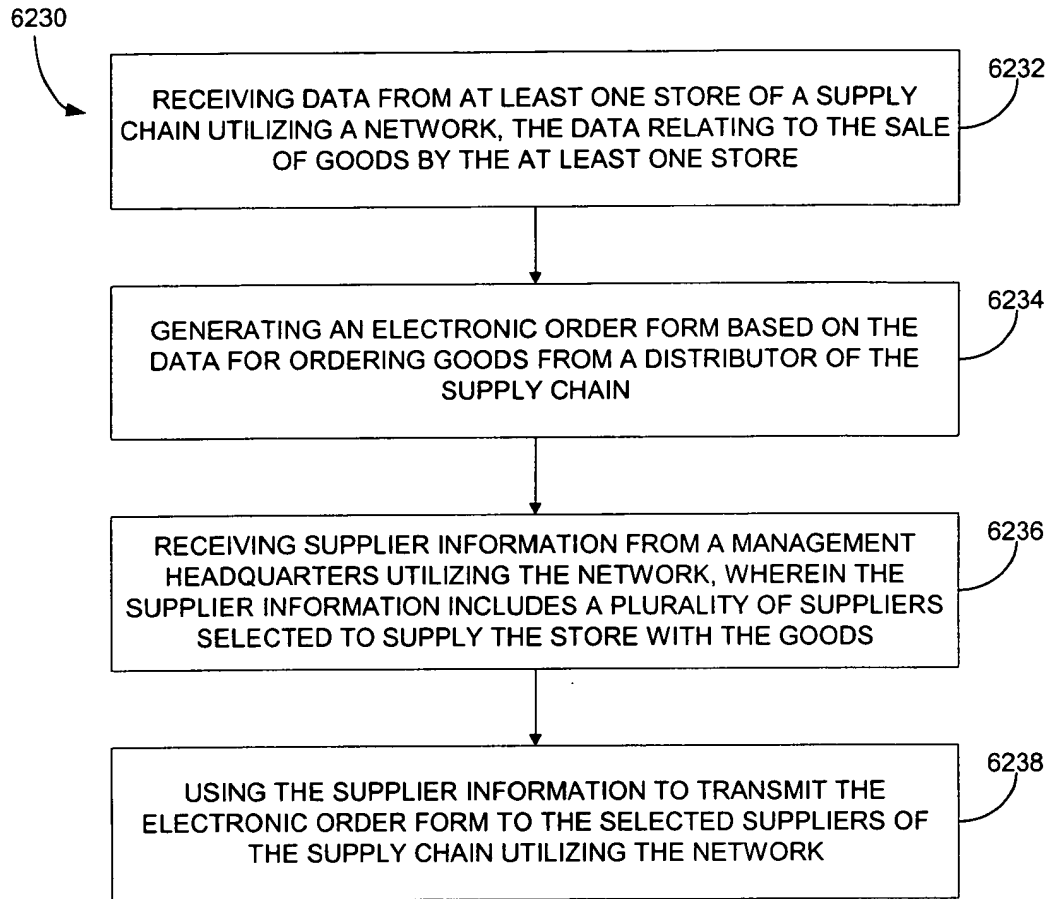 6230
6232
RECEIVING DATA FROM AT LEAST ONE STORE OF A SUPPLY
CHAIN UTILIZING A NETWORK, THE DATA RELATING TO THE SALE
OF GOODS BY THE AT LEAST ONE STORE
6234
GENERATING AN ELECTRONIC ORDER FORM BASED ON THE
DATA FOR ORDERING GOODS FROM A DISTRIBUTOR OF THE
SUPPLY CHAIN
6236
RECEIVING SUPPLIER INFORMATION FROM A MANAGEMENT
HEADQUARTERS UTILIZING THE NETWORK, WHEREIN THE
SUPPLIER INFORMATION INCLUDES A PLURALITY OF SUPPLIERS
SELECTED TO SUPPLY THE STORE WITH THE GOODS
6238
USING THE SUPPLIER INFORMATION TO TRANSMIT THE
ELECTRONIC ORDER FORM TO THE SELECTED SUPPLIERS OF
THE SUPPLY CHAIN UTILIZING THE NETWORK